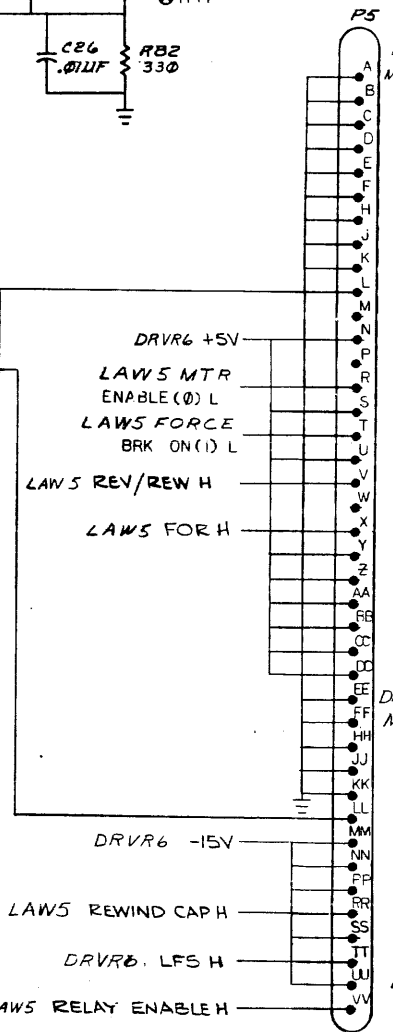 P5
C26
.01UF
R82
330
A
B
C
D
E
F
H
J
K
L
M
N
P
R
S
T
U
V
W
X
Y
Z
AA
BB
CC
DD
EE
FF
HH
JJ
KK
LL
MM
NN
PP
RR
SS
TT
UU
VV
DRVR6 +5V
LAW5 MTR
ENABLE(0) L
LAW5 FORCE
BRK ON(1) L
LAW5 REV/REW H
LAW5 FOR H
DRVR6 -15V
LAW5 REWIND CAP H
DRVR6. LFS H
AW5 RELAY ENABLE H